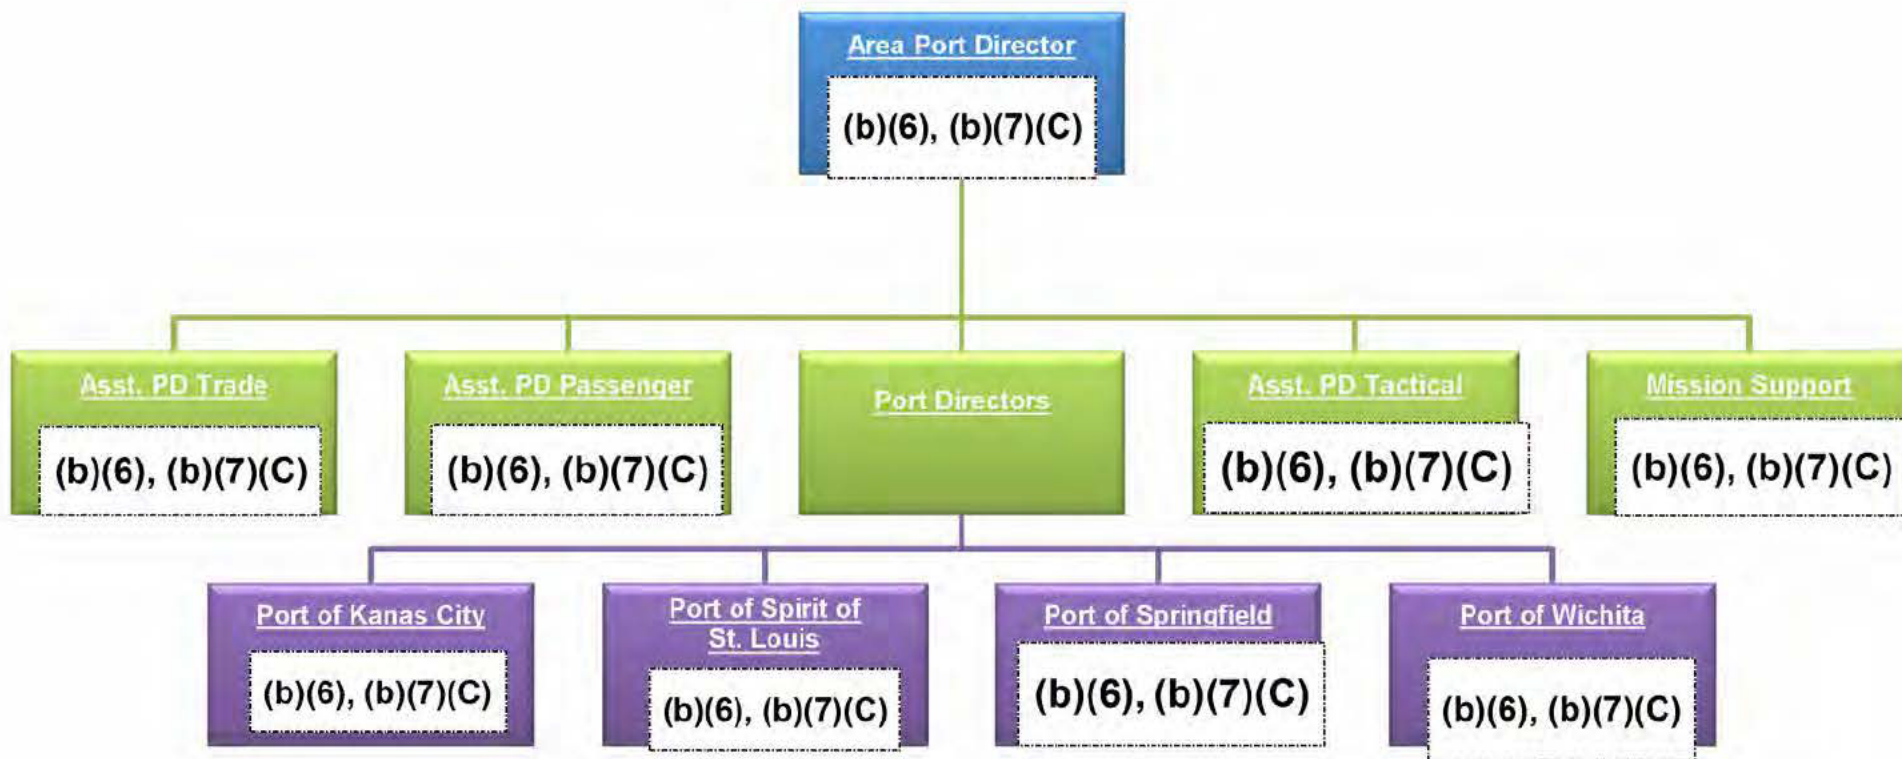 Area Port Director
(b)(6), (b)(7)(C)
Asst. PD Trade
(b)(6), (b)(7)(C)
Asst. PD Passenger
(b)(6), (b)(7)(C)
Port Directors
Asst. PD Tactical
(b)(6), (b)(7)(C)
Mission Support
(b)(6), (b)(7)(C)
Port of Kanas City
(b)(6), (b)(7)(C)
Port of Spirit of
St. Louis
(b)(6), (b)(7)(C)
Port of Springfield
(b)(6), (b)(7)(C)
Port of Wichita
(b)(6), (b)(7)(C)